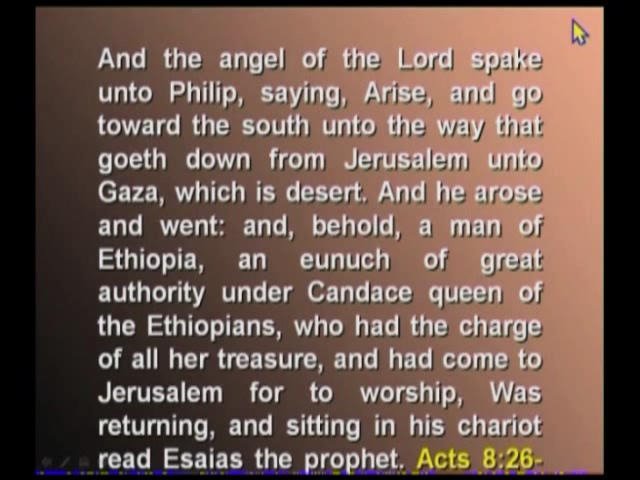 And the angel of the Lord spake
unto Philip, saying, Arise, and go
toward the south unto the way that
goeth down from Jerusalem unto
Gaza, which is desert. And he arose
and went: and, behold, a man of
Ethiopia, an eunuch of great
authority under Candace queen of
the Ethiopians, who had the charge
of all her treasure, and had come to
Jerusalem for to worship, Was
returning, and sitting in his chariot
read Esaias the prophet. Acts 8:26-